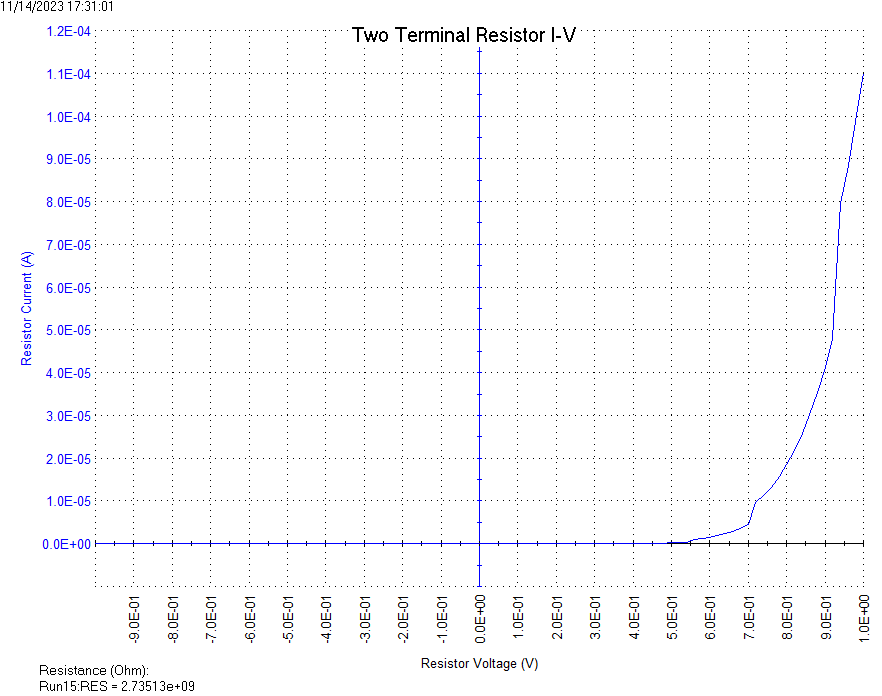 11/14/2023 17:31:01
Two Terminal Resistor I-V
1.2E-04
1.1E-04
1.0E-04
9.0E-05
8.0E-05
7.0E-05
6.0E-05
5.0E-05
4.0E-05
3.0E-05
2.0E-05
1.0E-05
0.0E+00
Resistor Current (A)
-9.0E-01
-8.0E-01
-7.0E-01
-6.0E-01
-5.0E-01
-4.0E-01
-3.0E-01
-2.0E-01
-1.0E-01
0.0E+00
1.0E-01
2.0E-01
3.0E-01
4.0E-01
5.0E-01
6.0E-01
7.0E-01
8.0E-01
9.0E-01
1.0E+00
Resistor Voltage (V)
Resistance (Ohm):
Run15:RES = 2.73513e+09